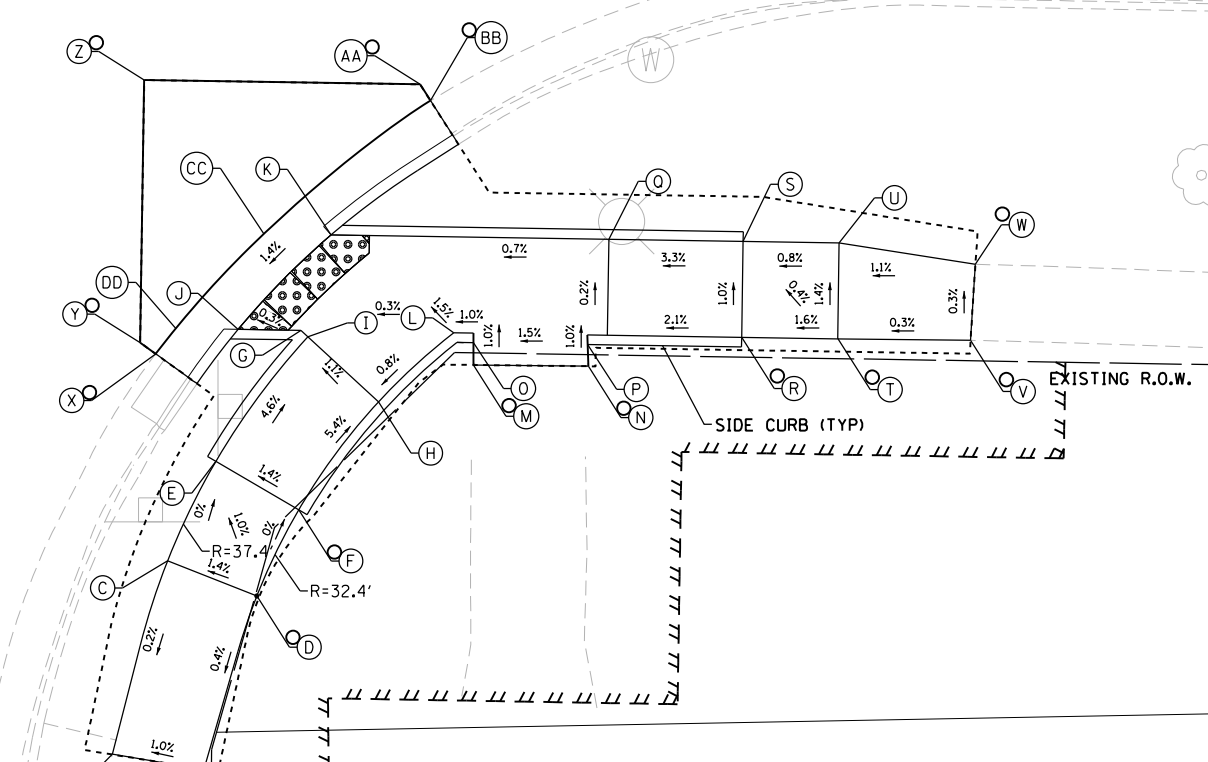 Z
AA
BB
W
CC
K
Q
S
U
W
1.4%
0.7%
3.3%
0.8%
1.1%
DD
J
Y
0.2%
1.0%
0.4%
1.4%
0.3%
0.3%
0.3%
1.5%
1.0%
L
I
G
1.0%
1.5%
1.0%
2.1%
1.6%
0.3%
1.1%
0.8%
X
O
P
R
T
V
EXISTING R.O.W.
M
N
SIDE CURB (TYP)
4.6%
5.4%
H
1.4%
E
0%
1.0%
0%
R=37.4'
F
C
1.4%
R=32.4'
D
0.2%
0.4%
1.0%